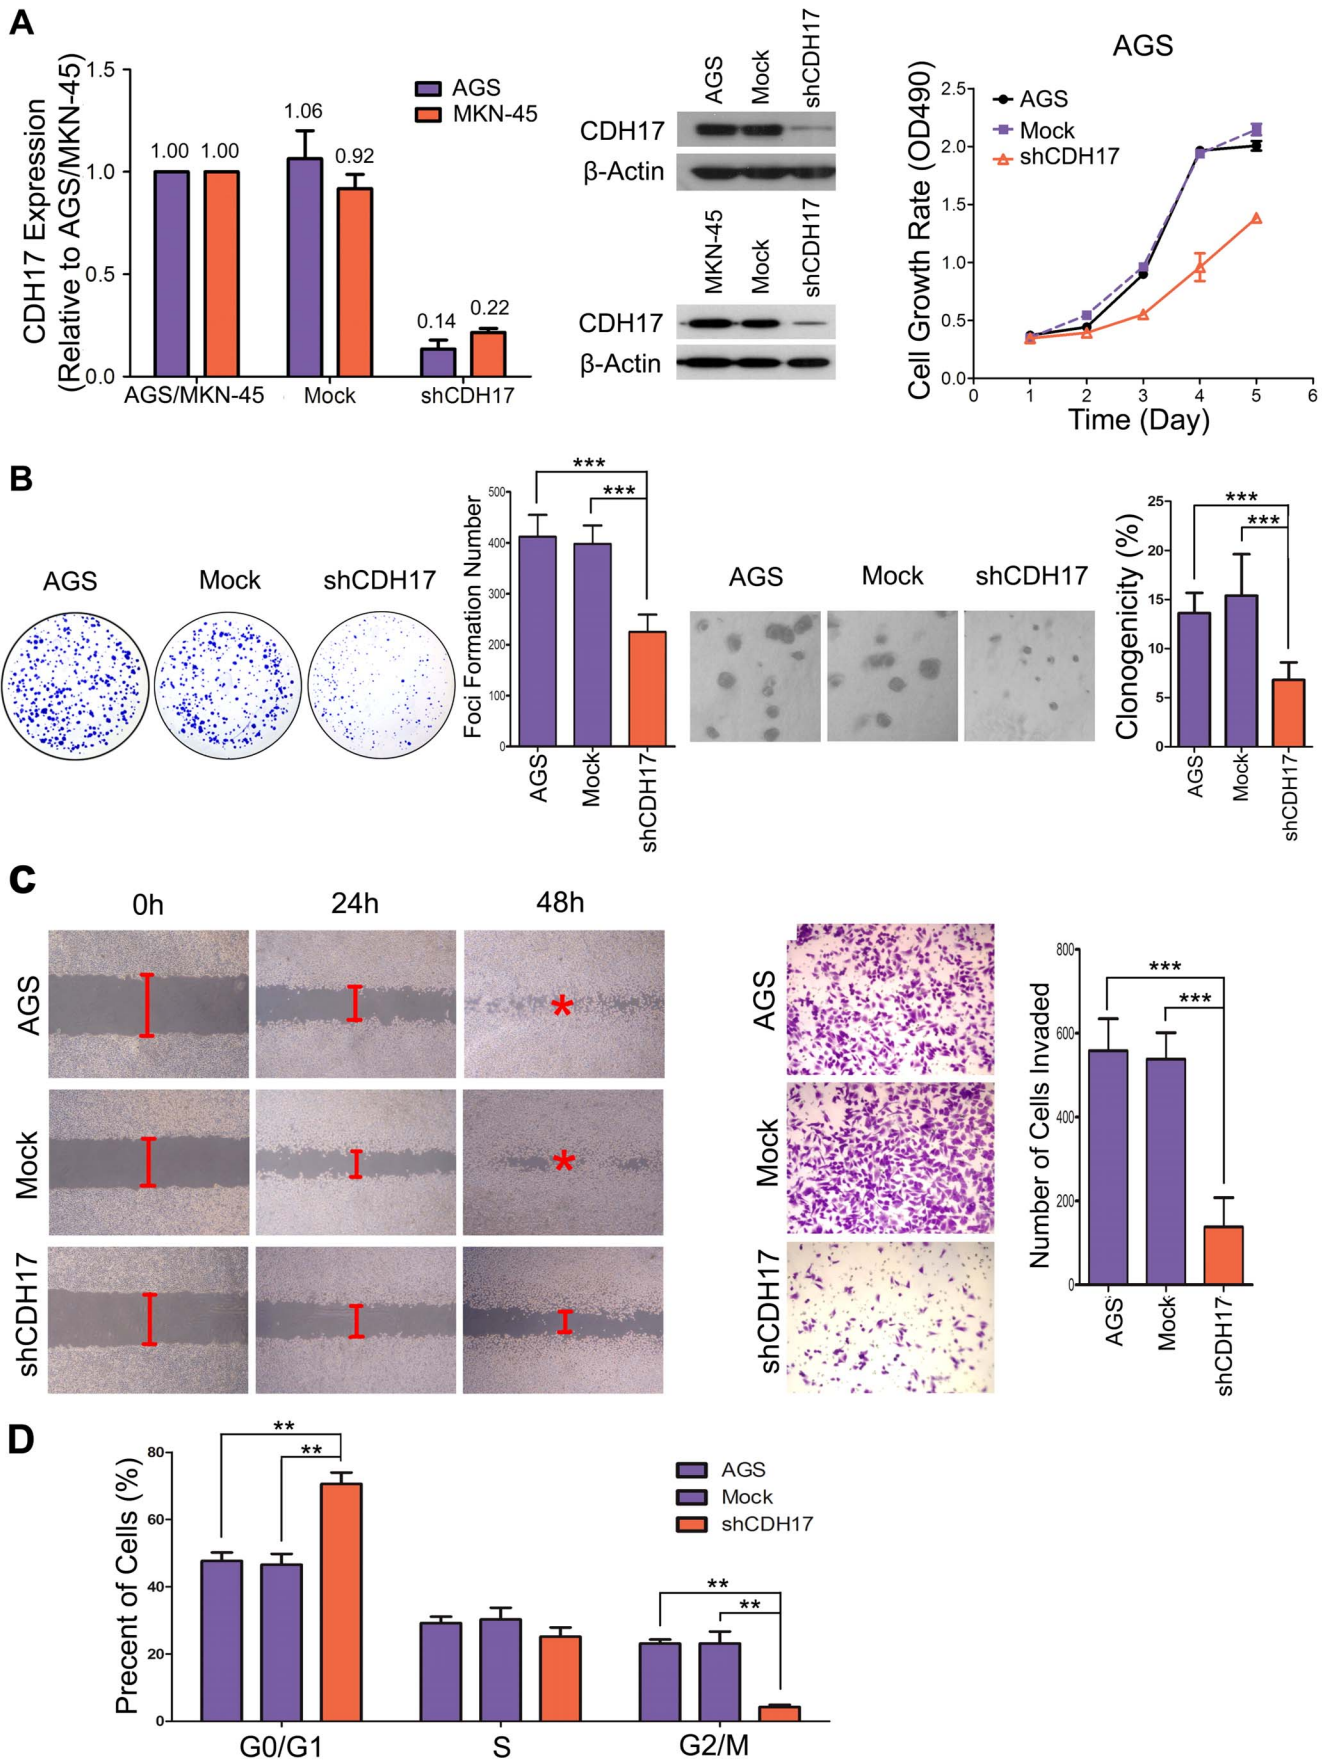 A
CDH17 Expression
(Relative to AGS/MKN-45)
1.5
1.0
0.5
0.0
1.00
1.00
1.06
0.92
0.14
0.22
AGS
MKN-45
AGS/MKN-45
Mock
shCDH17
AGS
Mock
shCDH17
CDH17
β-Actin
MKN-45
Mock
shCDH17
CDH17
β-Actin
AGS
Cell Growth Rate (OD490)
2.5
2.0
1.5
1.0
0.5
0.0
AGS
Mock
shCDH17
0
1
2
3
4
5
6
Time (Day)
B
AGS
Mock
shCDH17
Foci Formation Number
500
400
300
200
100
0
***
***
AGS
Mock
shCDH17
AGS
Mock
shCDH17
Clonogenicity (%)
25
20
15
10
5
0
***
***
AGS
Mock
shCDH17
C
0h
24h
48h
AGS
*
Mock
*
shCDH17
AGS
Mock
shCDH17
Number of Cells Invaded
800
600
400
200
0
***
***
AGS
Mock
shCDH17
D
Precent of Cells (%)
80
60
40
20
0
**
**
**
**
AGS
Mock
shCDH17
G0/G1
S
G2/M